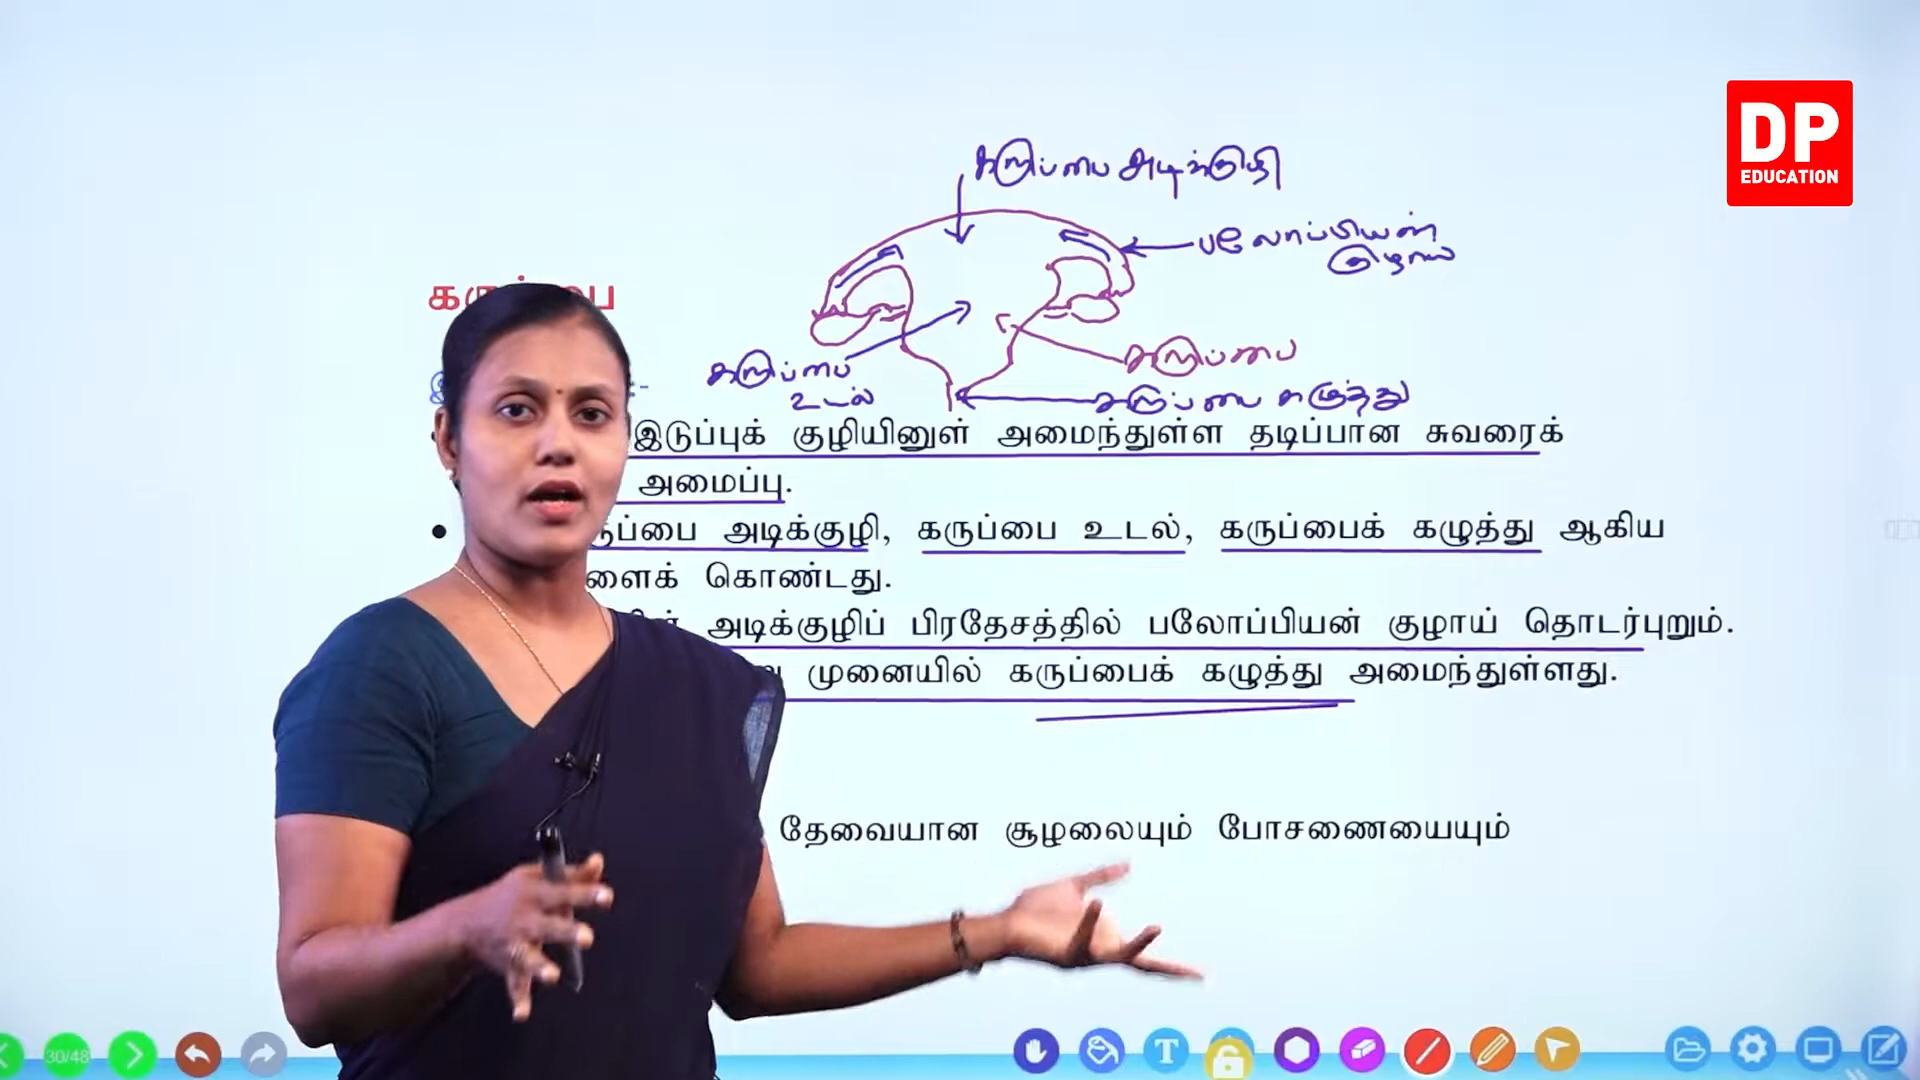 DP
EDUCATION
கருப்பை அடிக்குழி
பலோப்பியன்
குழாய்
கருப்பை
உடல்
கருப்பை
கருப்பை கழுத்து
இடுப்புக் குழியினுள் அமைந்துள்ள தடிப்பான சுவரைக்
அமைப்பு.
அடிக்குழி, கருப்பை உடல், கருப்பைக் கழுத்து ஆகிய
கொண்டது.
அடிக்குழிப் பிரதேசத்தில் பலோப்பியன் குழாய் தொடர்புறும்.
முனையில் கருப்பைக் கழுத்து அமைந்துள்ளது.
தேவையான சூழலையும் போசணையையும்
30/48